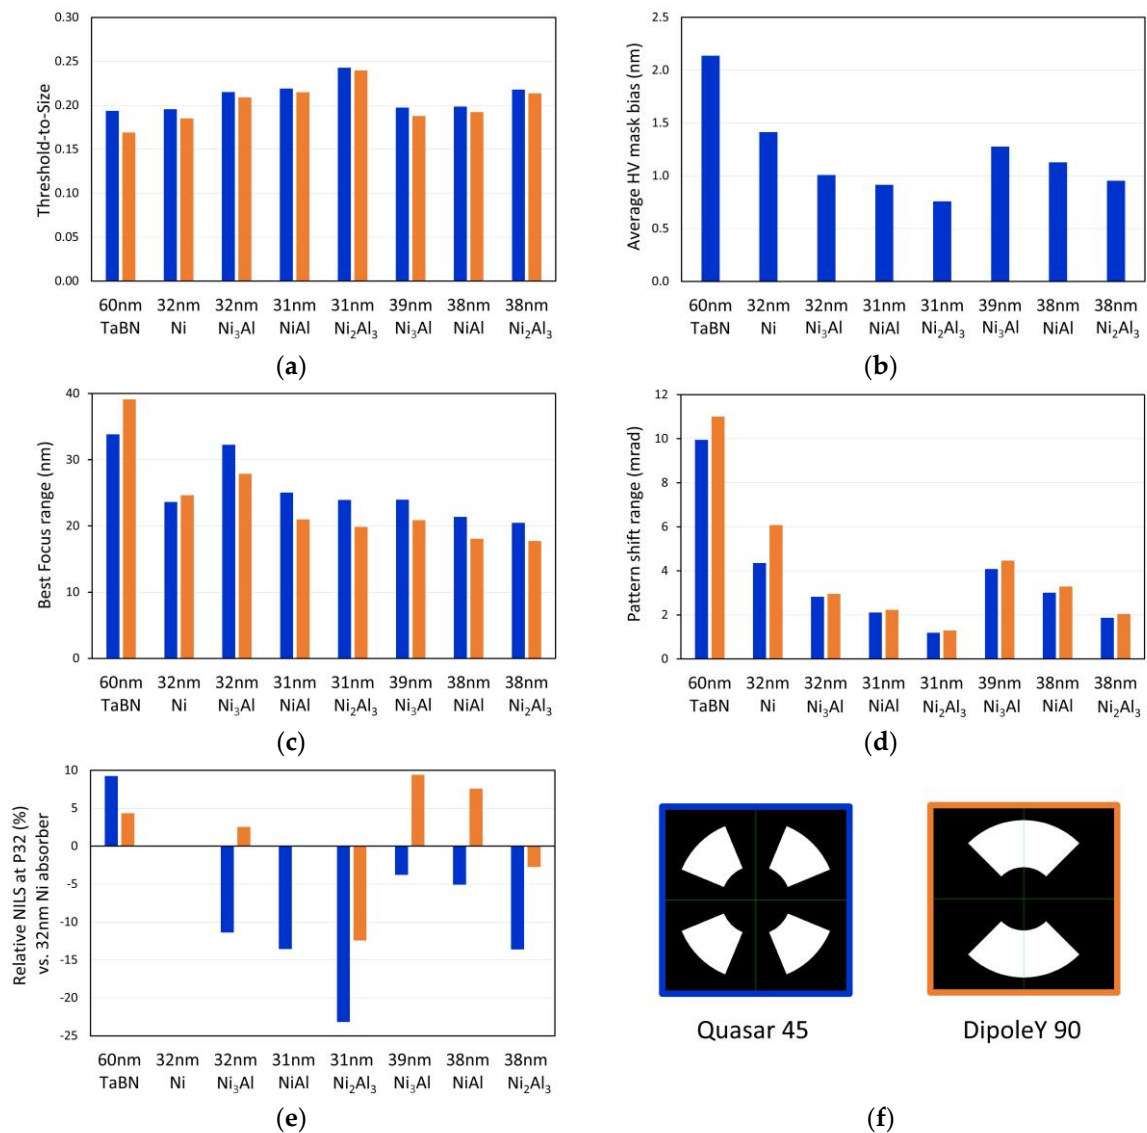 Threshold-to-Size
0.30
0.25
0.20
0.15
0.10
0.05
0.00
60nm 32nm 32nm 31nm 31nm 39nm 38nm 38nm
TaBN Ni Ni₃Al NiAl Ni₂Al₃ Ni₃Al NiAl Ni₂Al₃
(a)
Average HV mask bias (nm)
2.5
2.0
1.5
1.0
0.5
0.0
60nm 32nm 32nm 31nm 31nm 39nm 38nm 38nm
TaBN Ni Ni₃Al NiAl Ni₂Al₃ Ni₃Al NiAl Ni₂Al₃
(b)
Best Focus range (nm)
40
30
20
10
0
60nm 32nm 32nm 31nm 31nm 39nm 38nm 38nm
TaBN Ni Ni₃Al NiAl Ni₂Al₃ Ni₃Al NiAl Ni₂Al₃
(c)
Pattern shift range (mrad)
12
10
8
6
4
2
0
60nm 32nm 32nm 31nm 31nm 39nm 38nm 38nm
TaBN Ni Ni₃Al NiAl Ni₂Al₃ Ni₃Al NiAl Ni₂Al₃
(d)
Relative NILS at P32 (%)
vs. 32nm Ni absorber
10
5
0
-5
-10
-15
-20
-25
60nm 32nm 32nm 31nm 31nm 39nm 38nm 38nm
TaBN Ni Ni₃Al NiAl Ni₂Al₃ Ni₃Al NiAl Ni₂Al₃
(e)
Quasar 45
DipoleY 90
(f)